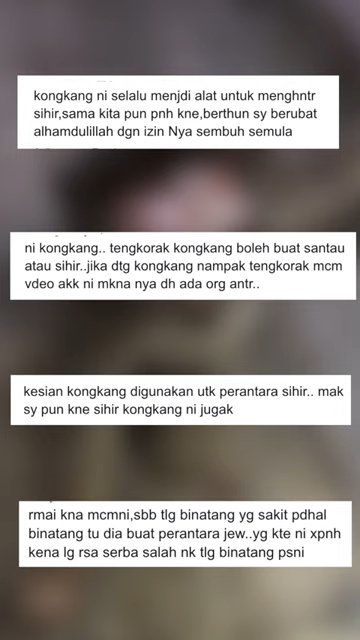 kongkang ni selalu menjdi alat untuk menghntr
sihir,sama kita pun pnh kne,berthun sy berubat
alhamdulillah dgn izin Nya sembuh semula
ni kongkang.. tengkorak kongkang boleh buat santau
atau sihir..jika dtg kongkang nampak tengkorak mcm
vdeo akk ni mkna nya dh ada org antr..
kesian kongkang digunakan utk perantara sihir.. mak
sy pun kne sihir kongkang ni jugak
rmai kna mcmni,sbb tlg binatang yg sakit pdhal
binatang tu dia buat perantara jew..yg kte ni xpnh
kena lg rsa serba salah nk tlg binatang psni